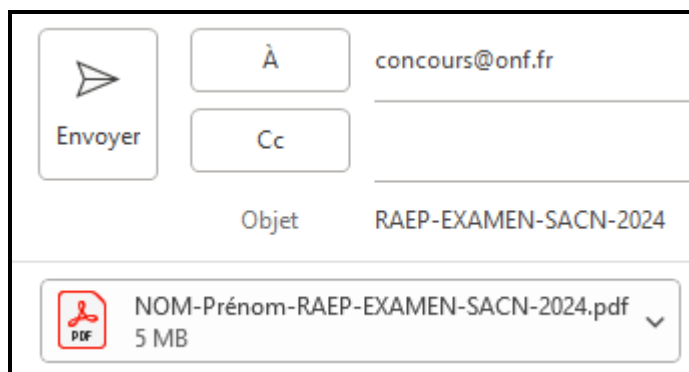 À
concours@onf.fr
Envoyer
Cc
Objet
RAEP-EXAMEN-SACN-2024
NOM-Prénom-RAEP-EXAMEN-SACN-2024.pdf
PDF
5 MB